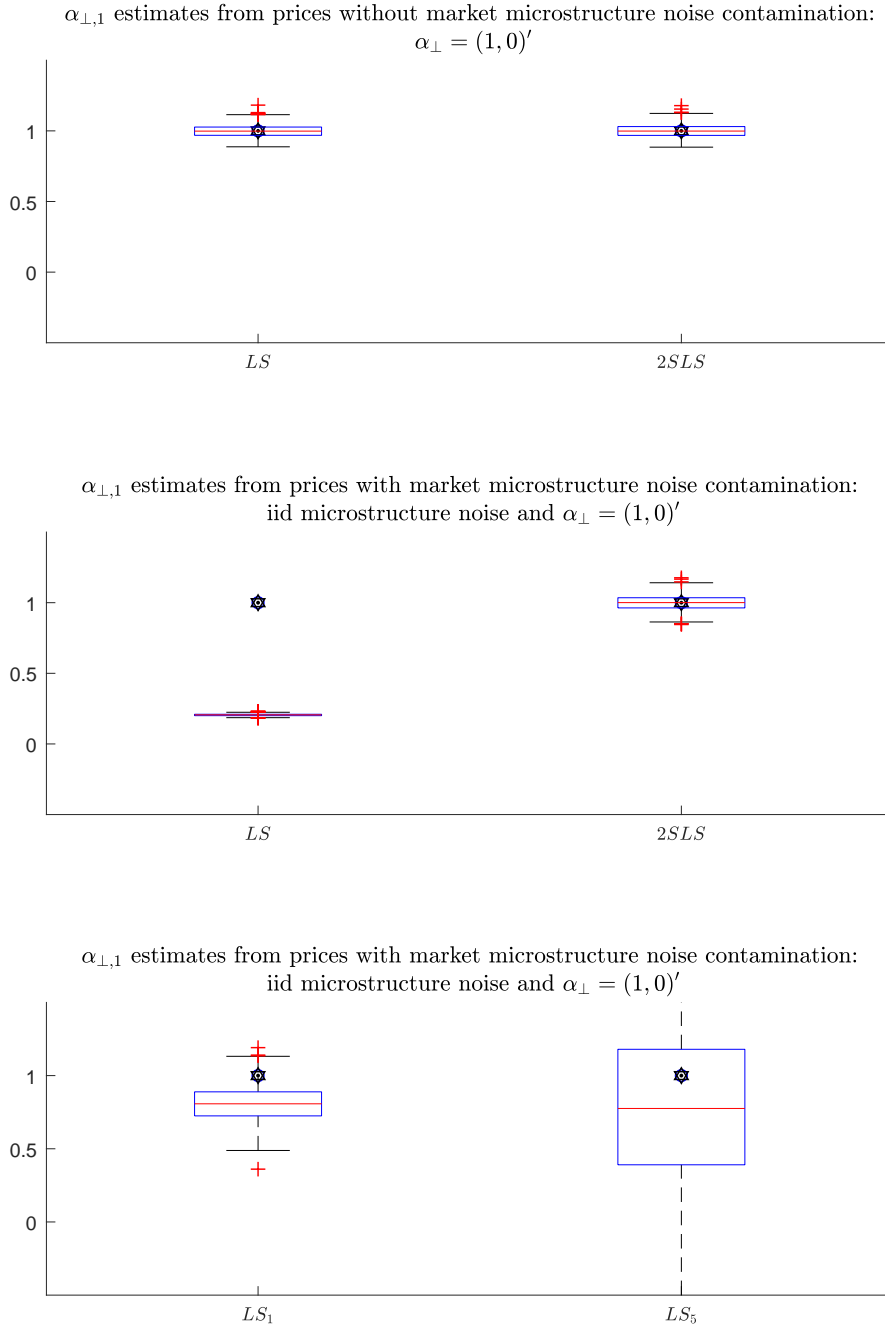 α⊥,1 estimates from prices without market microstructure noise contamination:
α⊥ = (1, 0)′
1
0.5
0
LS
2SLS
α⊥,1 estimates from prices with market microstructure noise contamination:
iid microstructure noise and α⊥ = (1, 0)′
1
0.5
0
LS
2SLS
α⊥,1 estimates from prices with market microstructure noise contamination:
iid microstructure noise and α⊥ = (1, 0)′
1
0.5
0
LS1
LS5